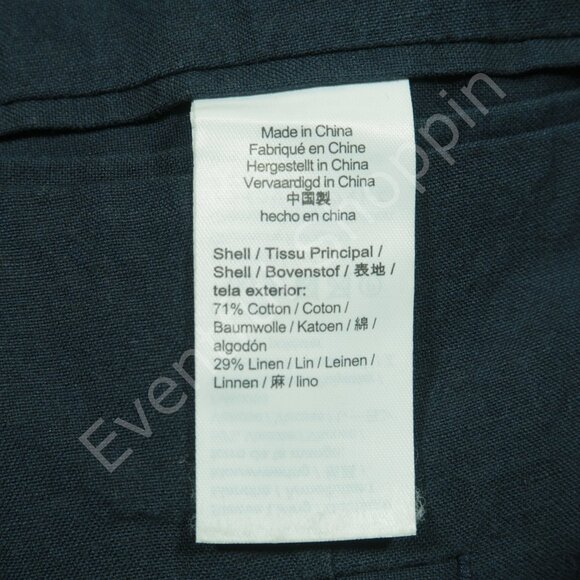 Made in China
Fabriqué en Chine
Hergestellt in China
Vervaardigd in China
中国製
hecho en china
Shell / Tissu Principal /
Shell / Bovenstof / 表地 /
tela exterior:
71% Cotton / Coton /
Baumwolle / Katoen / 綿 /
algodón
29% Linen / Lin / Leinen /
Linnen / 麻 / lino